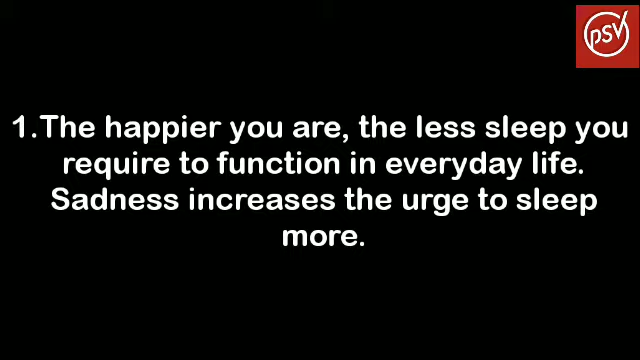 PSV
1.The happier you are, the less sleep you
require to function in everyday life.
Sadness increases the urge to sleep
more.